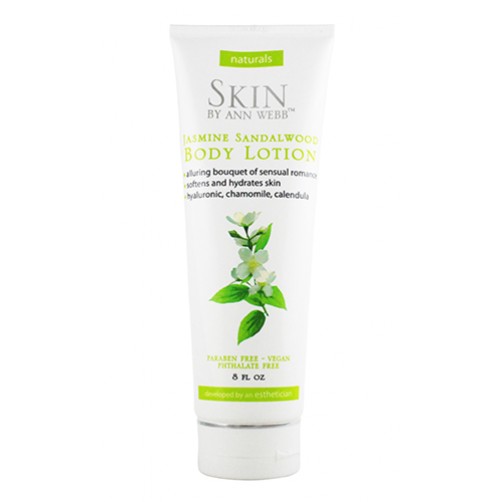 naturals
SKIN
BY ANN WEBB™
JASMINE SANDALWOOD
BODY LOTION
• alluring bouquet of sensual romance
• softens and hydrates skin
• hyaluronic, chamomile, calendula
PARABEN FREE – VEGAN
PHTHALATE FREE
8 FL OZ
developed by an esthetician